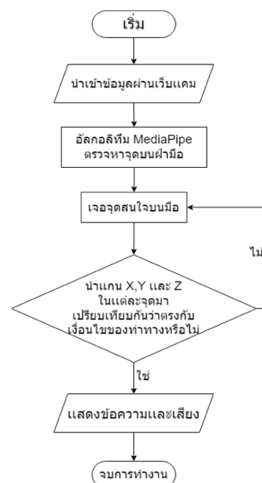 เริ่ม
นำเข้าข้อมูลผ่านเว็บแคม
อัลกอลิทึม MediaPipe
ตรวจหาจุดบนฝ่ามือ
เจอจุดสนใจบนมือ
ไม่
นำแกน X,Y และ Z
ในแต่ละจุดมา
เปรียบเทียบกันว่าตรงกับ
เงื่อนไขของท่าทางหรือไม่
ใช่
แสดงข้อความและเสียง
จบการทำงาน